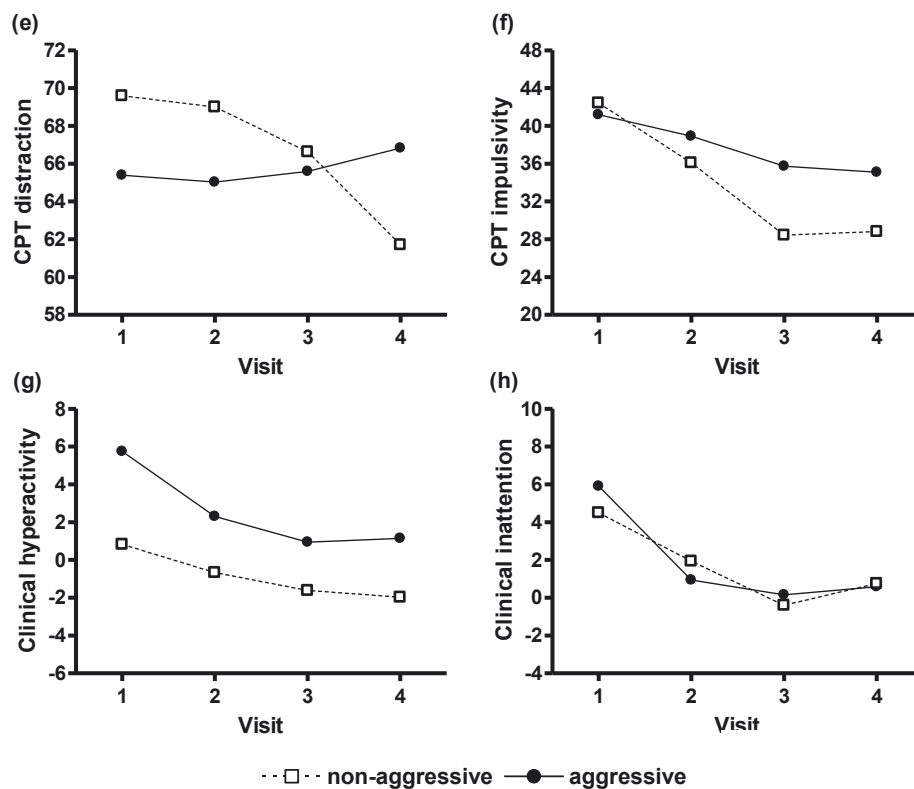 (e)
72
70
68
66
64
62
60
58
CPT distraction
1 2 3 4
Visit
(f)
48
44
40
36
32
28
24
20
CPT impulsivity
1 2 3 4
Visit
(g)
8
6
4
2
0
-2
-4
-6
Clinical hyperactivity
1 2 3 4
Visit
(h)
10
8
6
4
2
0
-2
-4
Clinical inattention
1 2 3 4
Visit
non-aggressive aggressive